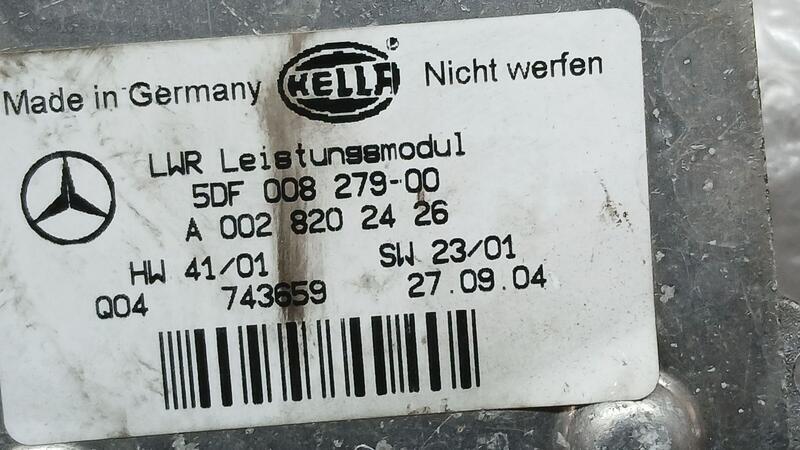 Made in Germany HELLA Nicht werfen
LWR Leistungsmodul
5DF 008 279-00
A 002 820 24 26
HW 41/01 SW 23/01
Q04 743659 27.09.04